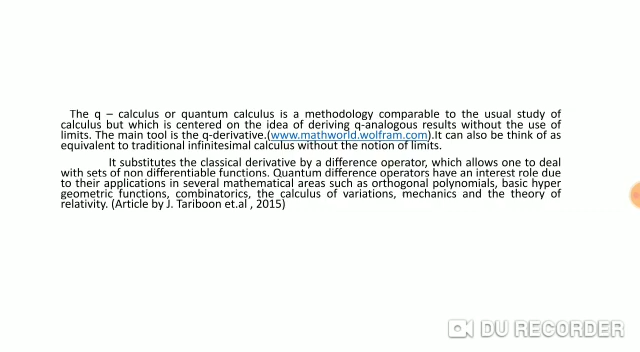 The q – calculus or quantum calculus is a methodology comparable to the usual study of
calculus but which is centered on the idea of deriving q-analogous results without the use of
limits. The main tool is the q-derivative.(www.mathworld.wolfram.com).It can also be think of as
equivalent to traditional infinitesimal calculus without the notion of limits.
It substitutes the classical derivative by a difference operator, which allows one to deal
with sets of non differentiable functions. Quantum difference operators have an interest role due
to their applications in several mathematical areas such as orthogonal polynomials, basic hyper
geometric functions, combinatorics, the calculus of variations, mechanics and the theory of
relativity. (Article by J. Tariboon et.al , 2015)
DU RECORDER